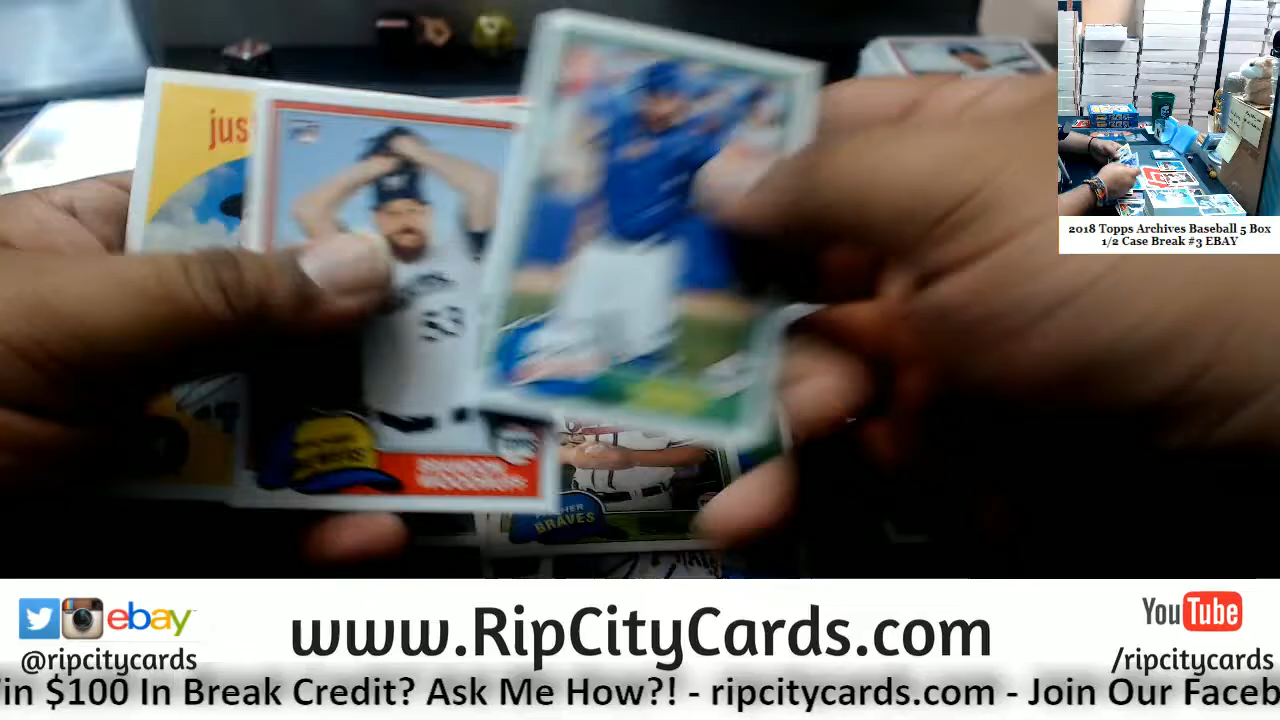 jus
53
BRANDON
WOODRUFF
BRAVES
2018 Topps Archives Baseball 5 Box
1/2 Case Break #3 EBAY
ebay
@ripcitycards
www.RipCityCards.com
YouTube
/ripcitycards
in $100 In Break Credit? Ask Me How?! - ripcitycards.com - Join Our Faceb